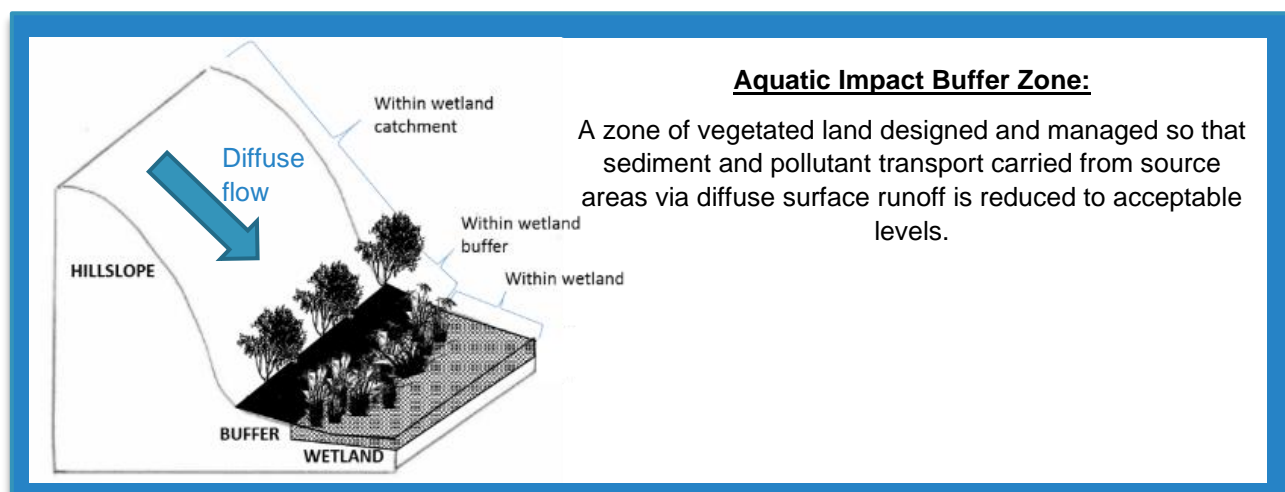 Aquatic Impact Buffer Zone:
A zone of vegetated land designed and managed so that
sediment and pollutant transport carried from source
areas via diffuse surface runoff is reduced to acceptable
levels.
Within wetland
catchment
Diffuse
flow
Within wetland
buffer
HILLSLOPE
Within wetland
BUFFER
WETLAND